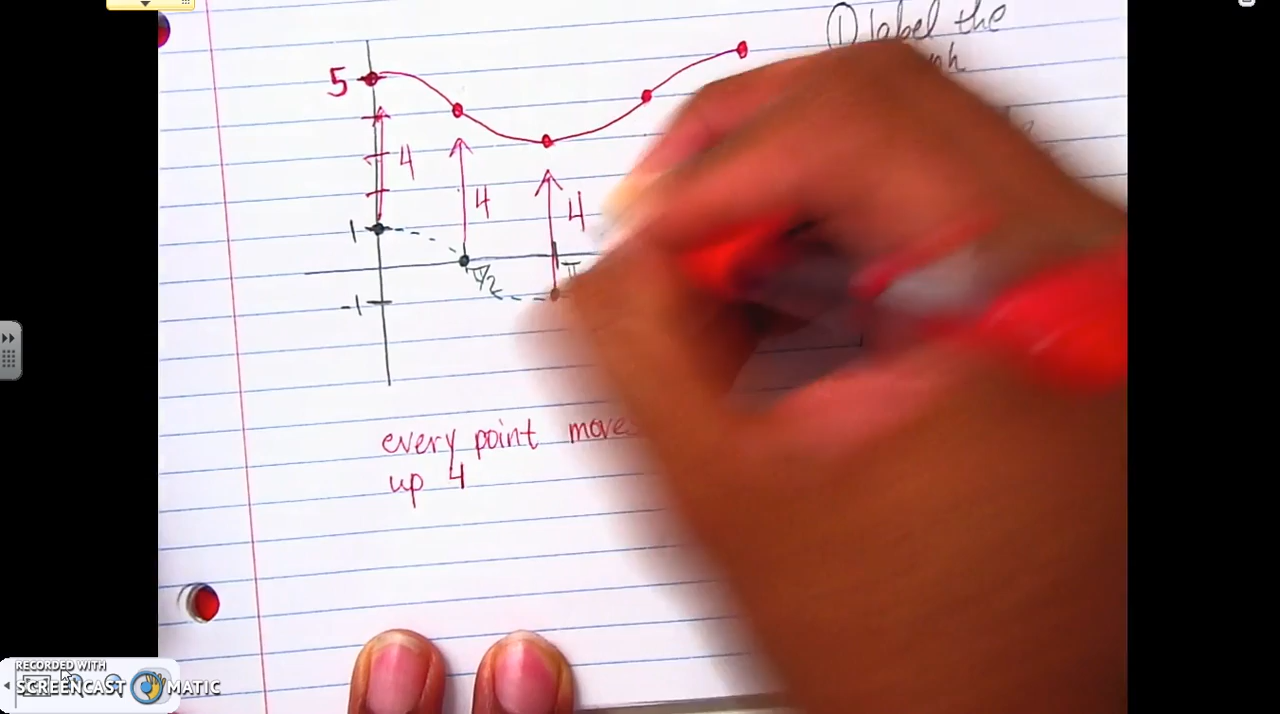 ① label the
5
4
4
4
1
π/2
π
-1
every point moves
up 4
RECORDED WITH
SCREENCAST MATIC